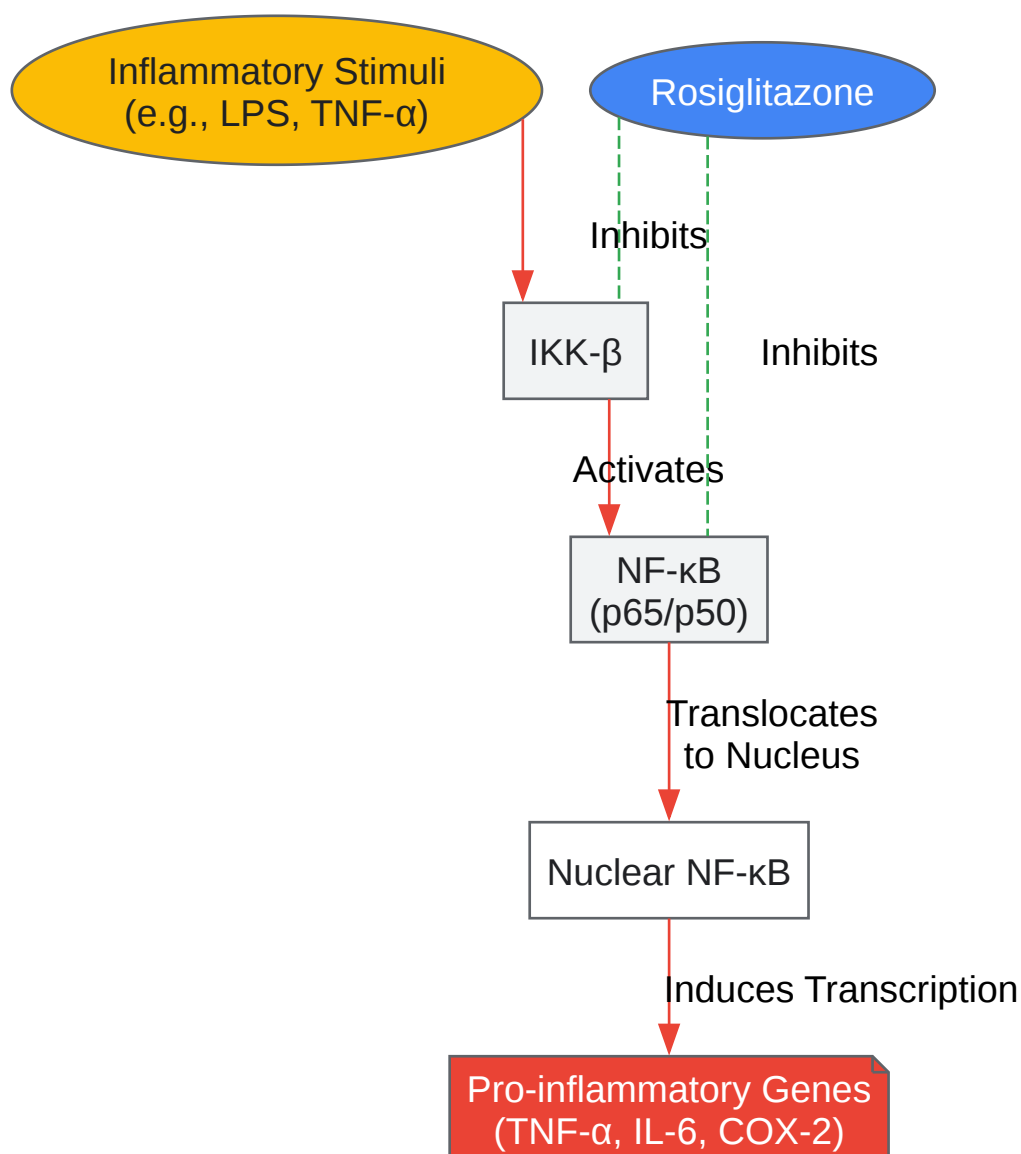 Inflammatory Stimuli
(e.g., LPS, TNF-α)
Rosiglitazone
Inhibits
IKK-β
Inhibits
Activates
NF-κB
(p65/p50)
Translocates
to Nucleus
Nuclear NF-κB
Induces Transcription
Pro-inflammatory Genes
(TNF-α, IL-6, COX-2)